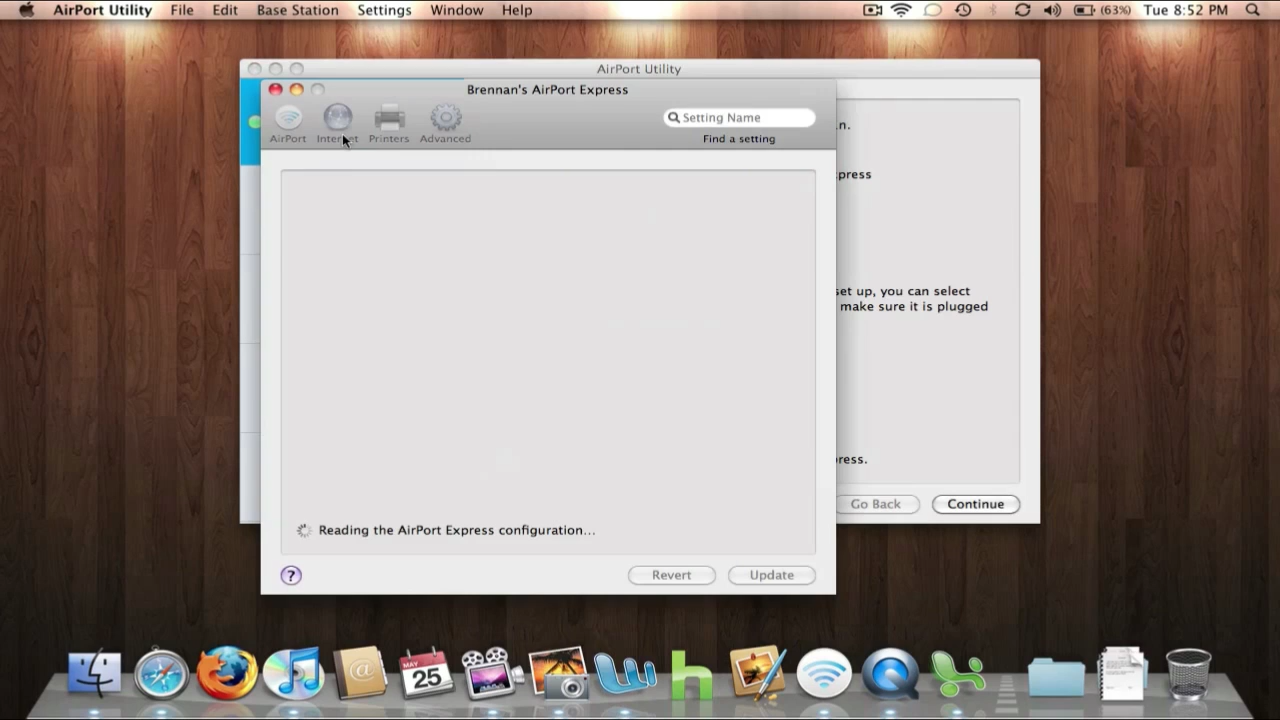 AirPort Utility File Edit Base Station Settings Window Help (63%) Tue 8:52 PM
AirPort Utility
Brennan's AirPort Express
Setting Name
AirPort Internet Printers Advanced Find a setting
n.
press
set up, you can select
make sure it is plugged
ress.
Go Back Continue
Reading the AirPort Express configuration...
? Revert Update
MAY
25
h